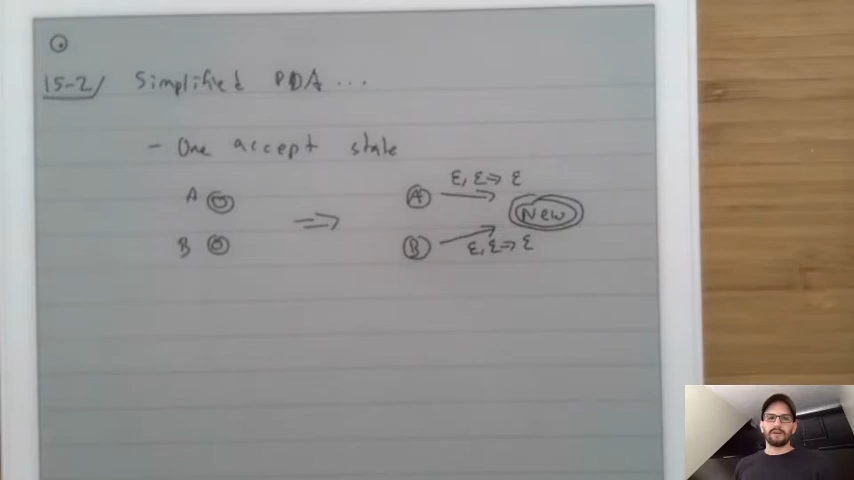 15-2/ Simplified PDA ...
- One accept state
A ε, ε => ε
A => New
B B ε, ε => ε